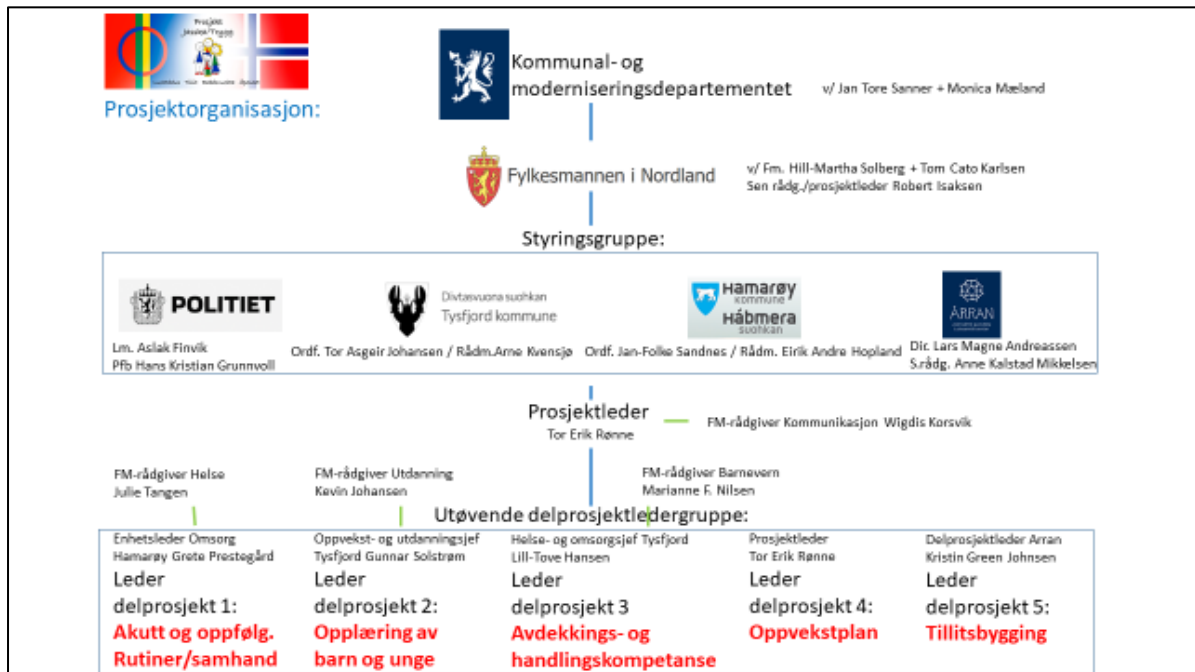 Prosjekt
Jasska/Trygg
Prosjektorganisasjon:
Kommunal- og
moderniseringsdepartementet
v/ Jan Tore Sanner + Monica Mæland
Fylkesmannen i Nordland
v/ Fm. Hill-Martha Solberg + Tom Cato Karlsen
Sen rådg./prosjektleder Robert Isaksen
Styringsgruppe:
POLITIET
Lm. Aslak Finvik
Pfb Hans Kristian Grunnvoll
Divtasvuona suohkan
Tysfjord kommune
Ordf. Tor Asgeir Johansen / Rådm.Arne Kvensjø
Hamarøy
kommune
Hábmera
suohkan
Ordf. Jan-Folke Sandnes / Rådm. Eirik Andre Hopland
ÁRRAN
Dir. Lars Magne Andreassen
S.rådg. Anne Kalstad Mikkelsen
Prosjektleder
Tor Erik Rønne
FM-rådgiver Kommunikasjon Wigdis Korsvik
FM-rådgiver Helse
Julie Tangen
FM-rådgiver Utdanning
Kevin Johansen
FM-rådgiver Barnevern
Marianne F. Nilsen
Utøvende delprosjektledergruppe:
Enhetsleder Omsorg
Hamarøy Grete Prestegård
Leder
delprosjekt 1:
Akutt og oppfølg.
Rutiner/samhand
Oppvekst- og utdanningsjef
Tysfjord Gunnar Solstrøm
Leder
delprosjekt 2:
Opplæring av
barn og unge
Helse- og omsorgsjef Tysfjord
Lill-Tove Hansen
Leder
delprosjekt 3
Avdekkings- og
handlingskompetanse
Prosjektleder
Tor Erik Rønne
Leder
delprosjekt 4:
Oppvekstplan
Delprosjektleder Arran
Kristin Green Johnsen
Leder
delprosjekt 5:
Tillitsbygging